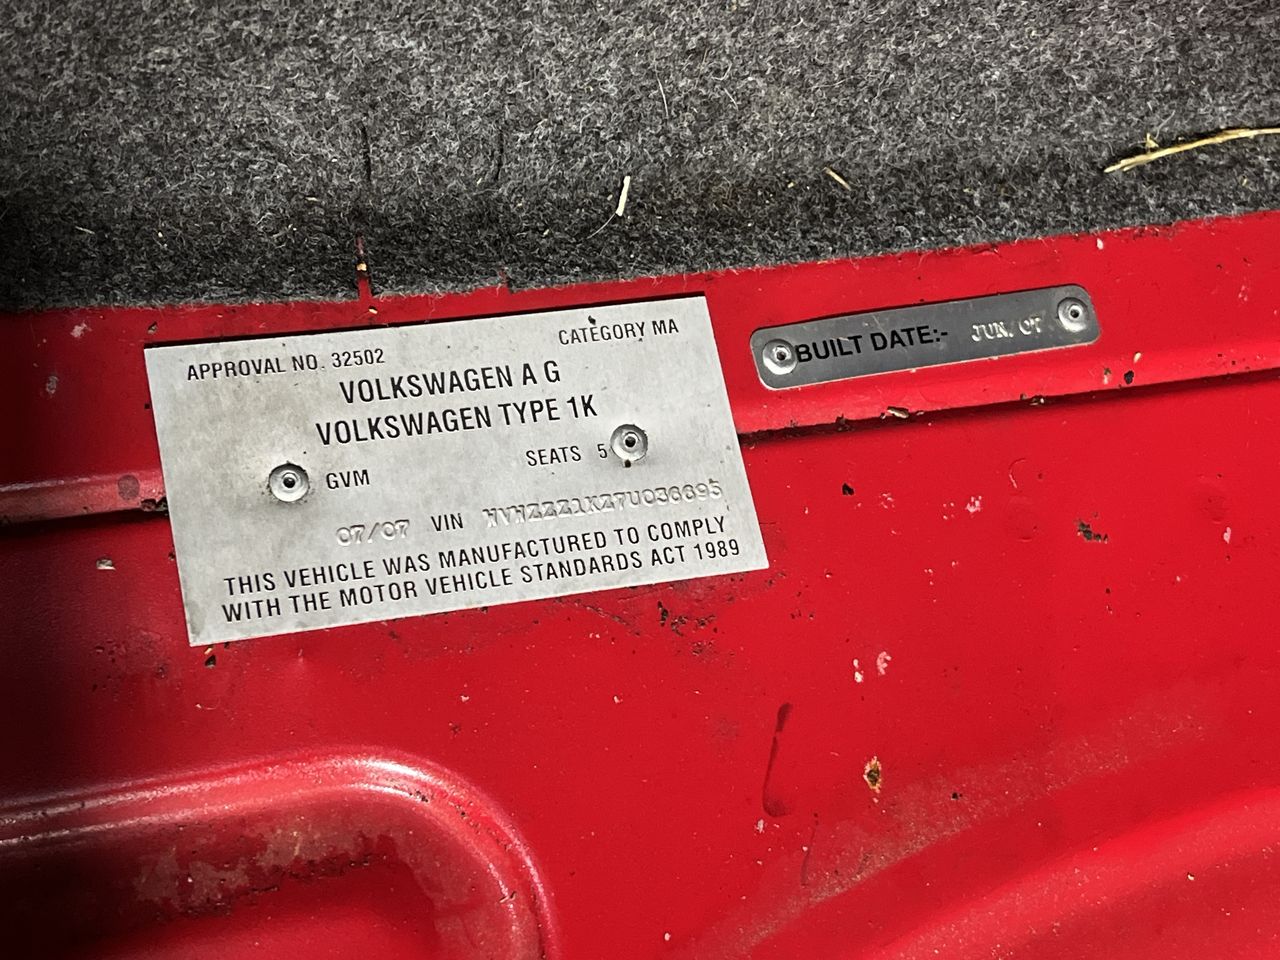 APPROVAL NO. 32502
CATEGORY MA
VOLKSWAGEN A G
VOLKSWAGEN TYPE 1K
GVM
SEATS 5
07/07 VIN
THIS VEHICLE WAS MANUFACTURED TO COMPLY
WITH THE MOTOR VEHICLE STANDARDS ACT 1989
BUILT DATE:- JUN. 07